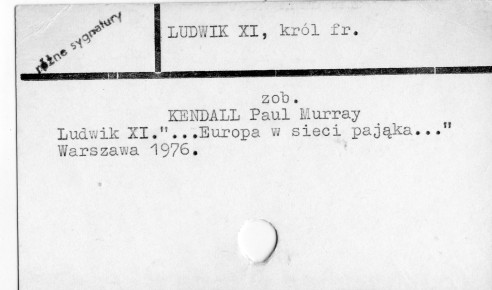 różne sygnatury
LUDWIK XI, król fr.
zob.
KENDALL Paul Murray
Ludwik XI."...Europa w sieci pająka..."
Warszawa 1976.